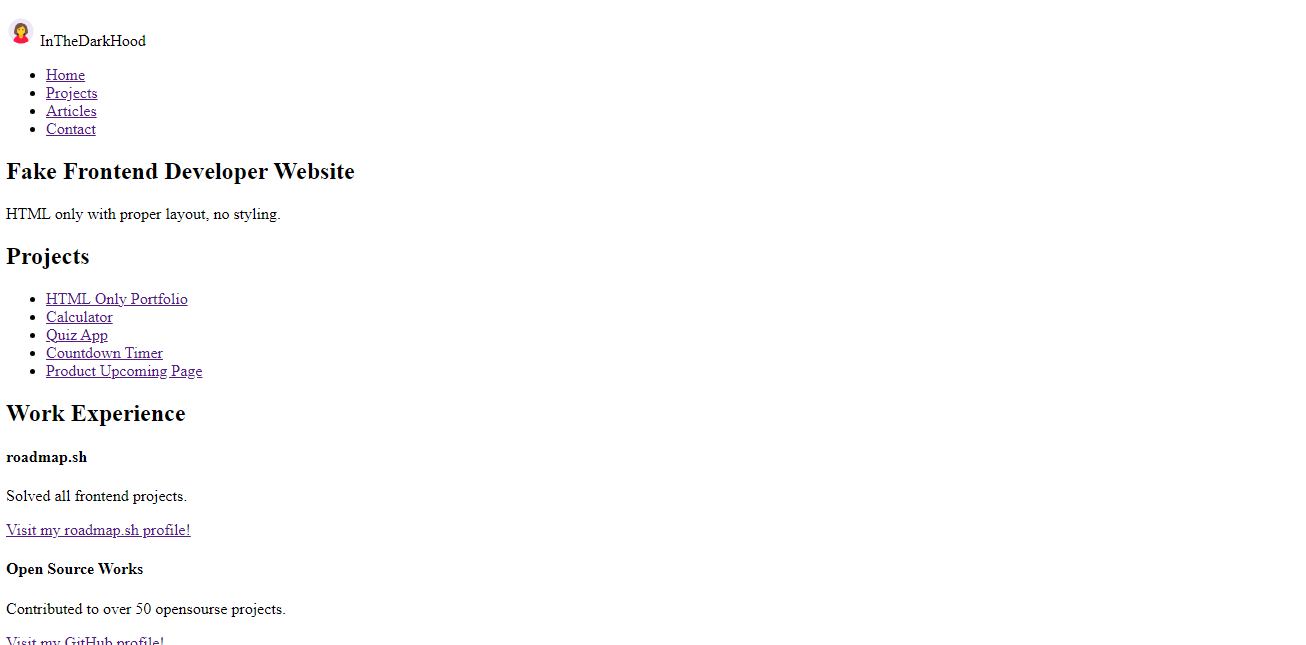 InTheDarkHood
Home
Projects
Articles
Contact
Fake Frontend Developer Website
HTML only with proper layout, no styling.
Projects
HTML Only Portfolio
Calculator
Quiz App
Countdown Timer
Product Upcoming Page
Work Experience
roadmap.sh
Solved all frontend projects.
Visit my roadmap.sh profile!
Open Source Works
Contributed to over 50 opensourse projects.
Visit my GitHub profile!